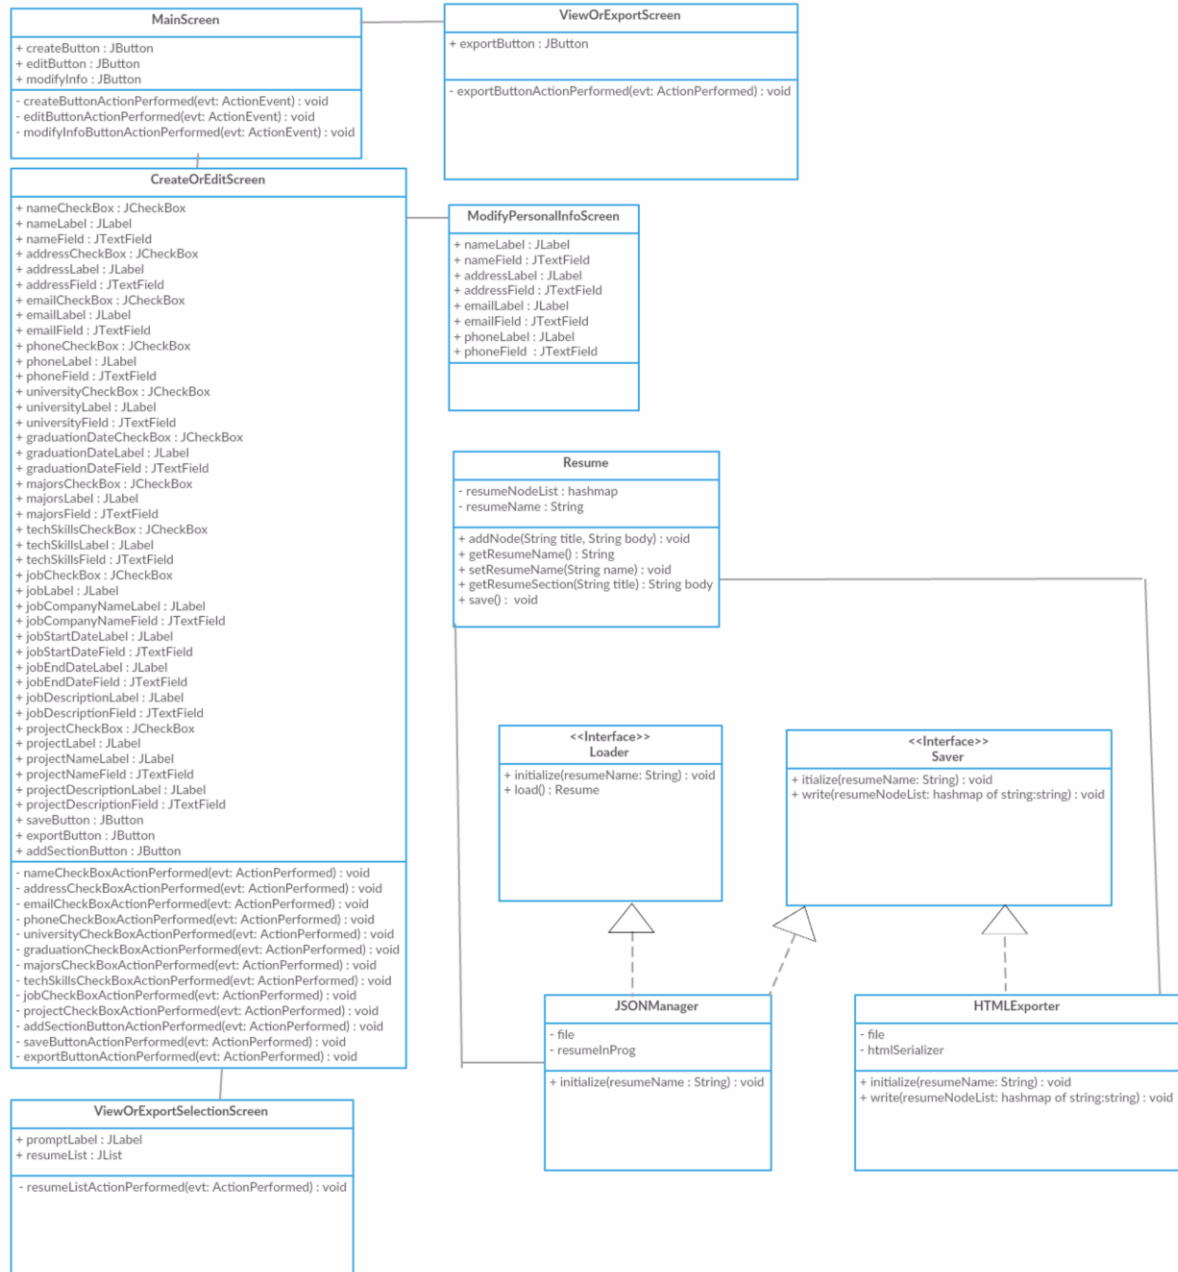 MainScreen
+ createButton : JButton
+ editButton : JButton
+ modifyInfo : JButton
- createButtonActionPerformed(evt: ActionEvent) : void
- editButtonActionPerformed(evt: ActionEvent) : void
- modifyInfoButtonActionPerformed(evt: ActionEvent) : void
ViewOrExportScreen
+ exportButton : JButton
- exportButtonActionPerformed(evt: ActionPerformed) : void
CreateOrEditScreen
+ nameCheckBox : JCheckBox
+ nameLabel : JLabel
+ nameField : JTextField
+ addressCheckBox : JCheckBox
+ addressLabel : JLabel
+ addressField : JTextField
+ emailCheckBox : JCheckBox
+ emailLabel : JLabel
+ emailField : JTextField
+ phoneCheckBox : JCheckBox
+ phoneLabel : JLabel
+ phoneField : JTextField
+ universityCheckBox : JCheckBox
+ universityLabel : JLabel
+ universityField : JTextField
+ graduationDateCheckBox : JCheckBox
+ graduationDateLabel : JLabel
+ graduationDateField : JTextField
+ majorsCheckBox : JCheckBox
+ majorsLabel : JLabel
+ majorsField : JTextField
+ techSkillsCheckBox : JCheckBox
+ techSkillsLabel : JLabel
+ techSkillsField : JTextField
+ jobCheckBox : JCheckBox
+ jobLabel : JLabel
+ jobCompanyNameLabel : JLabel
+ jobCompanyNameField : JTextField
+ jobStartDateLabel : JLabel
+ jobStartDateField : JTextField
+ jobEndDateLabel : JLabel
+ jobEndDateField : JTextField
+ jobDescriptionLabel : JLabel
+ jobDescriptionField : JTextField
+ projectCheckBox : JCheckBox
+ projectLabel : JLabel
+ projectNameLabel : JLabel
+ projectNameField : JTextField
+ projectDescriptionLabel : JLabel
+ projectDescriptionField : JTextField
+ saveButton : JButton
+ exportButton : JButton
+ addSectionButton : JButton
- nameCheckBoxActionPerformed(evt: ActionPerformed) : void
- addressCheckBoxActionPerformed(evt: ActionPerformed) : void
- emailCheckBoxActionPerformed(evt: ActionPerformed) : void
- phoneCheckBoxActionPerformed(evt: ActionPerformed) : void
- universityCheckBoxActionPerformed(evt: ActionPerformed) : void
- graduationCheckBoxActionPerformed(evt: ActionPerformed) : void
- majorsCheckBoxActionPerformed(evt: ActionPerformed) : void
- techSkillsCheckBoxActionPerformed(evt: ActionPerformed) : void
- jobCheckBoxActionPerformed(evt: ActionPerformed) : void
- projectCheckBoxActionPerformed(evt: ActionPerformed) : void
- addSectionButtonActionPerformed(evt: ActionPerformed) : void
- saveButtonActionPerformed(evt: ActionPerformed) : void
- exportButtonActionPerformed(evt: ActionPerformed) : void
ModifyPersonalInfoScreen
+ nameLabel : JLabel
+ nameField : JTextField
+ addressLabel : JLabel
+ addressField : JTextField
+ emailLabel : JLabel
+ emailField : JTextField
+ phoneLabel : JLabel
+ phoneField : JTextField
Resume
- resumeNodeList : hashmap
- resumeName : String
+ addNode(String title, String body) : void
+ getResumeName() : String
+ setResumeName(String name) : void
+ getResumeSection(String title) : String body
+ save() : void
<<Interface>>
Loader
+ initialize(resumeName: String) : void
+ load() : Resume
<<Interface>>
Saver
+ itialize(resumeName: String) : void
+ write(resumeNodeList: hashmap of string:string) : void
JSONManager
- file
- resumeInProg
+ initialize(resumeName : String) : void
HTMLExporter
- file
- htmlSerializer
+ initialize(resumeName: String) : void
+ write(resumeNodeList: hashmap of string:string) : void
ViewOrExportSelectionScreen
+ promptLabel : JLabel
+ resumeList : JList
- resumeListActionPerformed(evt: ActionPerformed) : void